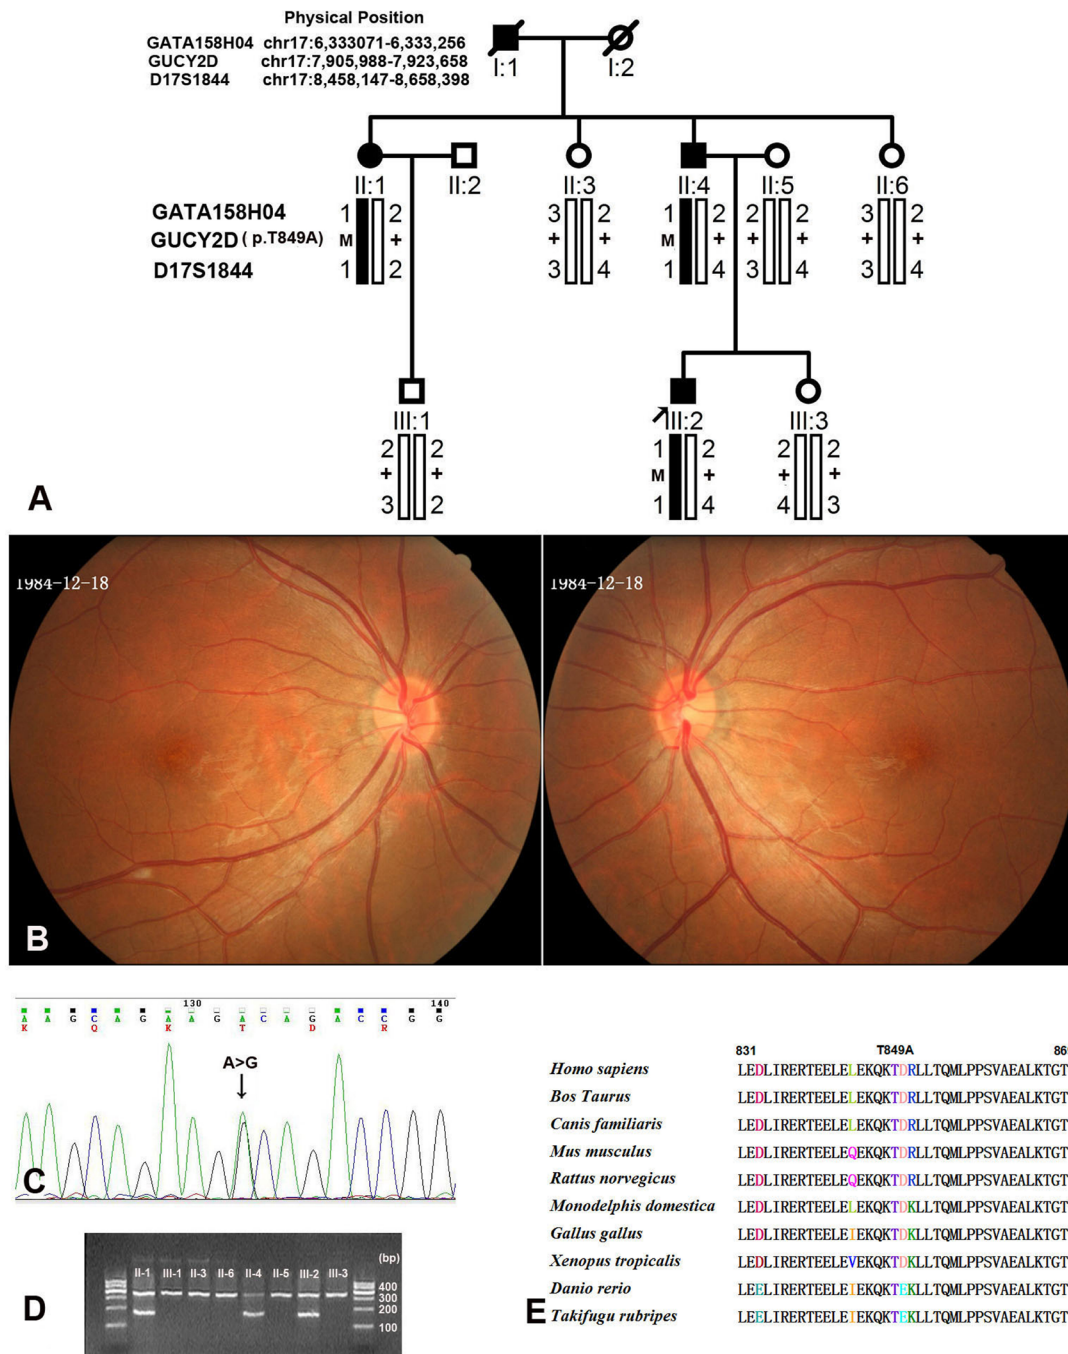 Physical Position
GATA158H04 chr17:6,333071-6,333,256
GUCY2D chr17:7,905,988-7,923,658
D17S1844 chr17:8,458,147-8,658,398
I:1 I:2
II:1 II:2 II:3 II:4 II:5 II:6
GATA158H04 1 2 3 2 1 2 2 2 3 2
GUCY2D ( p.T849A) M + + + M + + + + +
D17S1844 1 2 3 4 1 4 3 4 3 4
III:1 III:2 III:3
2 2 1 2 2 2
+ + M + + +
3 2 1 4 4 3
A
1984-12-18 1984-12-18
B
130 140
A A G C A G A A G A C A G A C C G G
K Q K T D R
A>G
C
(bp)
II-1 III-1 II-3 II-6 II-4 II-5 III-2 III-3
400
300
200
100
D
831 T849A 869
Homo sapiens LEDLIRERTEELELEKQKTDRLLTQMLPPSVAEALKTGT
Bos Taurus LEDLIRERTEELELEKQKTDRLLTQMLPPSVAEALKTGT
Canis familiaris LEDLIRERTEELELEKQKTDRLLTQMLPPSVAEALKTGT
Mus musculus LEDLIRERTEELEQEKQKTDRLLTQMLPPSVAEALKTGT
Rattus norvegicus LEDLIRERTEELEQEKQKTDRLLTQMLPPSVAEALKTGT
Monodelphis domestica LEDLIRERTEELELEKQKTDKLLTQMLPPSVAEALKTGT
Gallus gallus LEDLIRERTEELEIEKQKTDKLLTQMLPPSVAEALKTGT
Xenopus tropicalis LEDLIRERTEELEVEKQKTDKLLTQMLPPSVAEALKTGT
Danio rerio LEELIRERTEELEIEKQKTEKLLTQMLPPSVAEALKTGT
Takifugu rubripes LEELIRERTEELEIEKQKTEKLLTQMLPPSVAEALKTGT
E